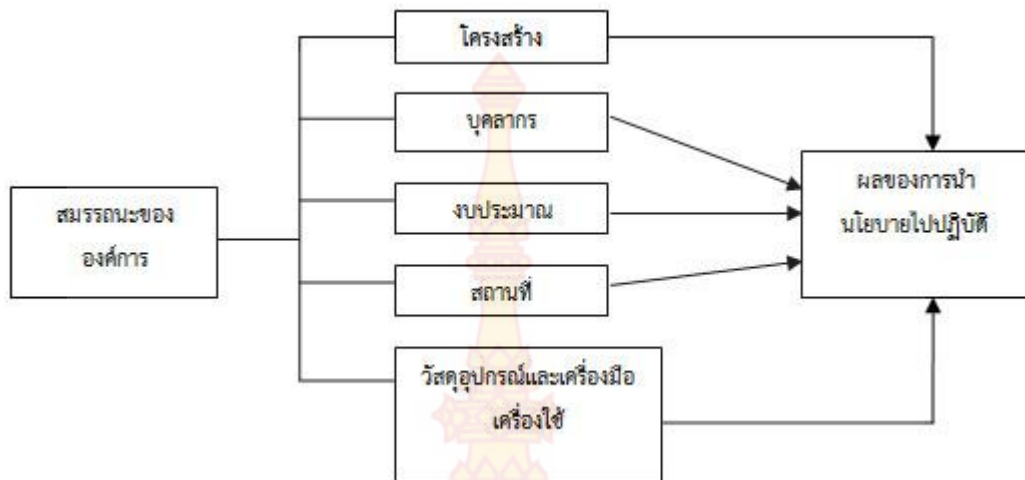 โครงสร้าง
บุคลากร
งบประมาณ
สถานที่
วัสดุอุปกรณ์และเครื่องมือ
เครื่องใช้
สมรรถนะของ
องค์การ
ผลของการนำ
นโยบายไปปฏิบัติ